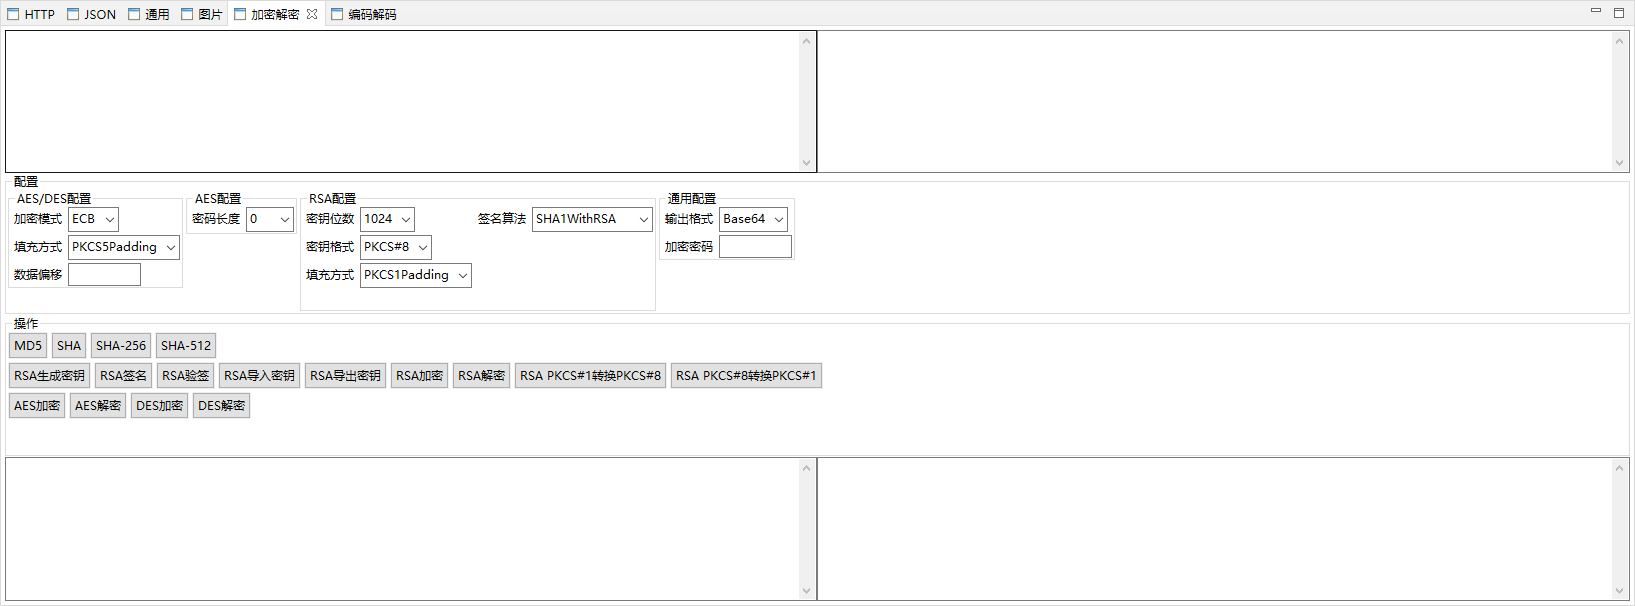 HTTP JSON 通用 图片 加密解密 编码解码
配置
AES/DES配置 AES配置 RSA配置 通用配置
加密模式 ECB 密码长度 0 密钥位数 1024 签名算法 SHA1WithRSA 输出格式 Base64
填充方式 PKCS5Padding 密钥格式 PKCS#8 加密密码
数据偏移 填充方式 PKCS1Padding
操作
MD5 SHA SHA-256 SHA-512
RSA生成密钥 RSA签名 RSA验签 RSA导入密钥 RSA导出密钥 RSA加密 RSA解密 RSA PKCS#1转换PKCS#8 RSA PKCS#8转换PKCS#1
AES加密 AES解密 DES加密 DES解密